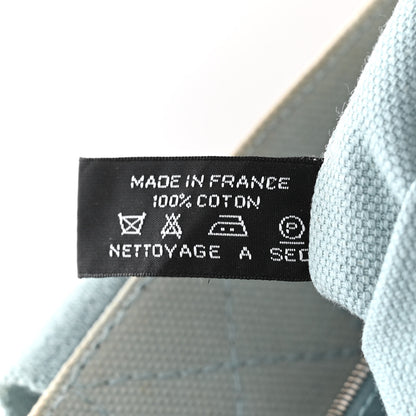 MADE IN FRANCE
100% COTON
P
NETTOYAGE A SEC